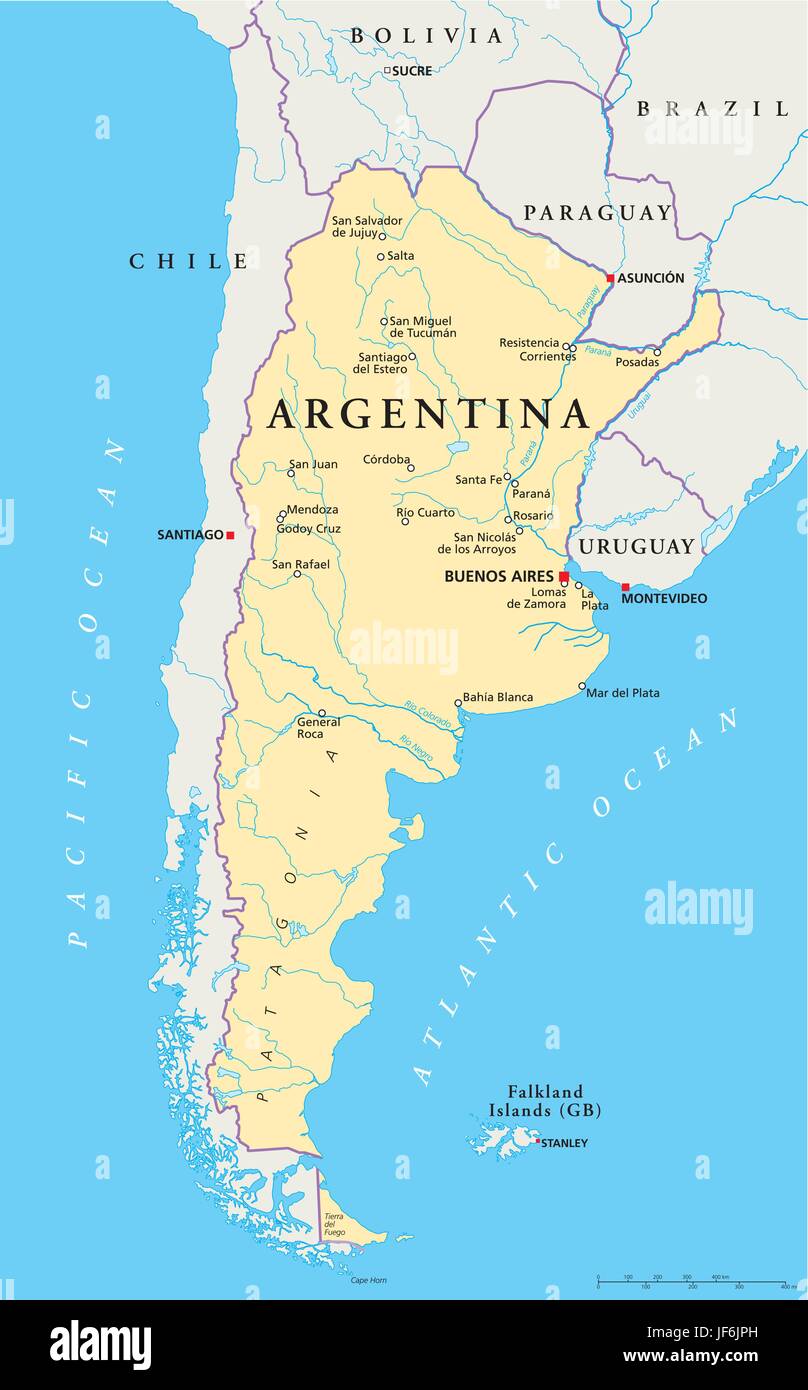 BOLIVIA
SUCRE
BRAZIL
alamy
a
PARAGUAY
San Salvador
de Jujuy
CHILE
Salta
ASUNCIÓN
Paraguay
San Miguel
de Tucumán
Resistencia
Corrientes
Paraná
Posadas
Santiago
del Estero
a
a
Uruguai
ARGENTINA
Paraná
San Juan
Córdoba
Santa Fe
Paraná
Mendoza
Godoy Cruz
Río Cuarto
Rosario
San Nicolás
de los Arroyos
SANTIAGO
URUGUAY
San Rafael
BUENOS AIRES
Lomas
de Zamora
La
Plata
MONTEVIDEO
alamy
a
a
Bahía Blanca
Mar del Plata
General
Roca
Río Colorado
Río Negro
PACIFIC OCEAN
ATLANTIC OCEAN
PATAGONIA
a
a
a
a
alamy
a
Falkland
Islands (GB)
STANLEY
a
a
a
Tierra
del
Fuego
Cape Horn
0 100 200 300 400 km
0 100 200 300 400 mi
alamy
Image ID: JF6JPH
www.alamy.com